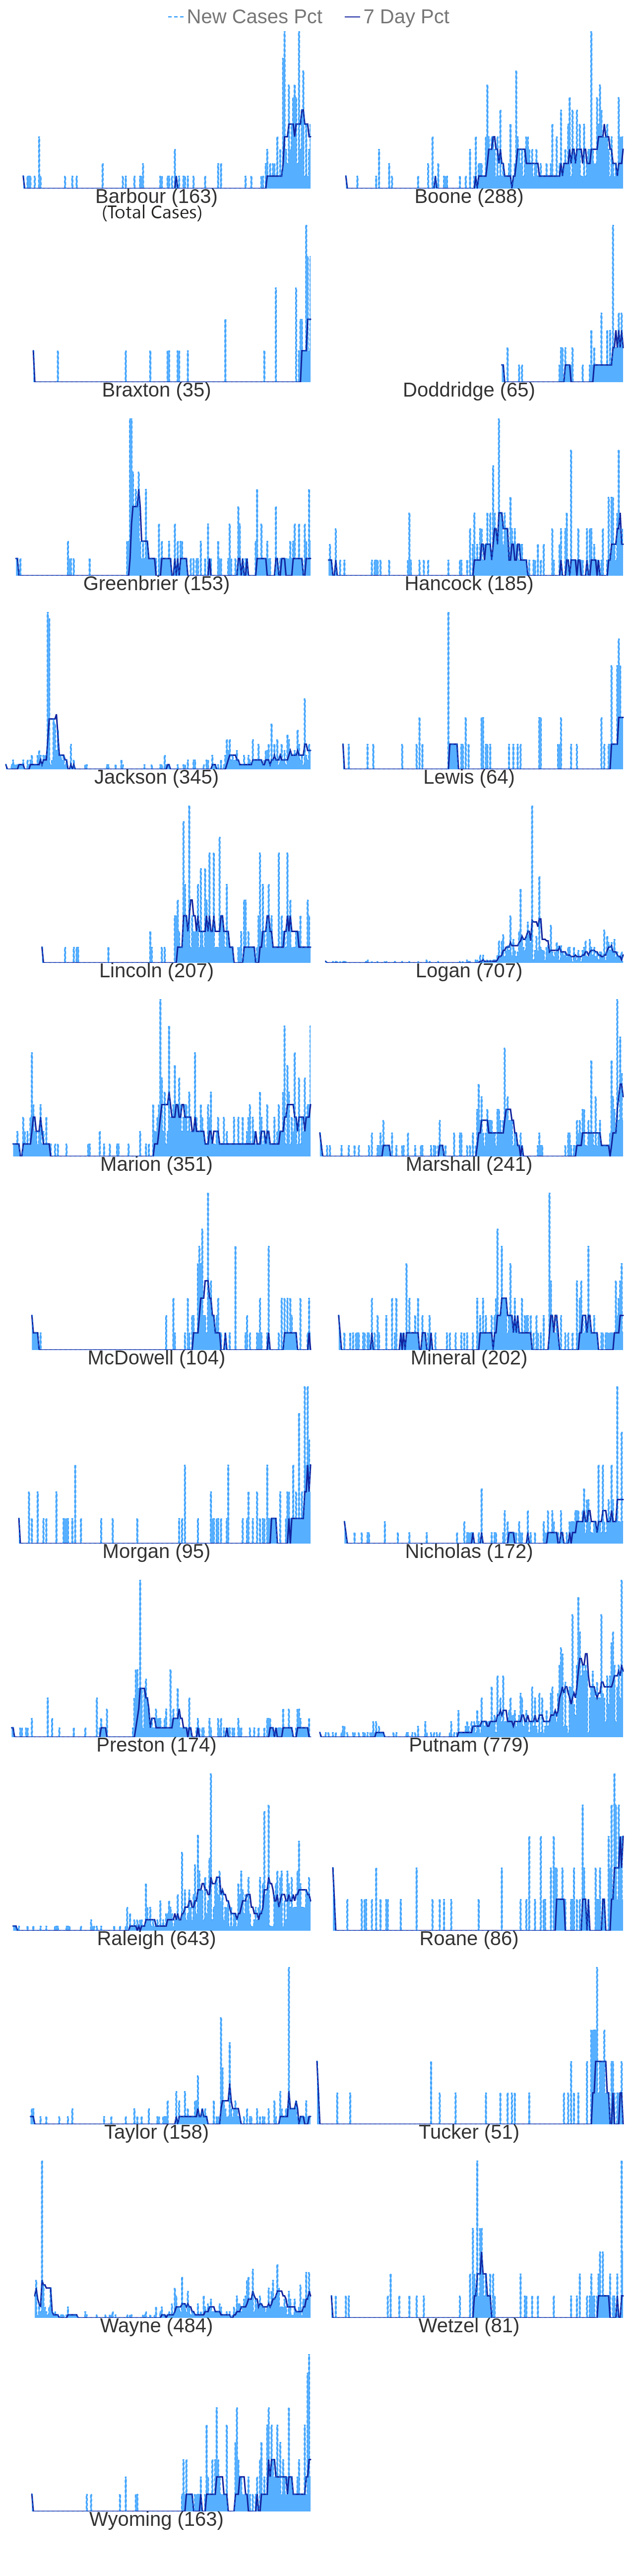 New Cases Pct 7 Day Pct
Barbour (163) Boone (288)
(Total Cases)
Braxton (35) Doddridge (65)
Greenbrier (153) Hancock (185)
Jackson (345) Lewis (64)
Lincoln (207) Logan (707)
Marion (351) Marshall (241)
McDowell (104) Mineral (202)
Morgan (95) Nicholas (172)
Preston (174) Putnam (779)
Raleigh (643) Roane (86)
Taylor (158) Tucker (51)
Wayne (484) Wetzel (81)
Wyoming (163)